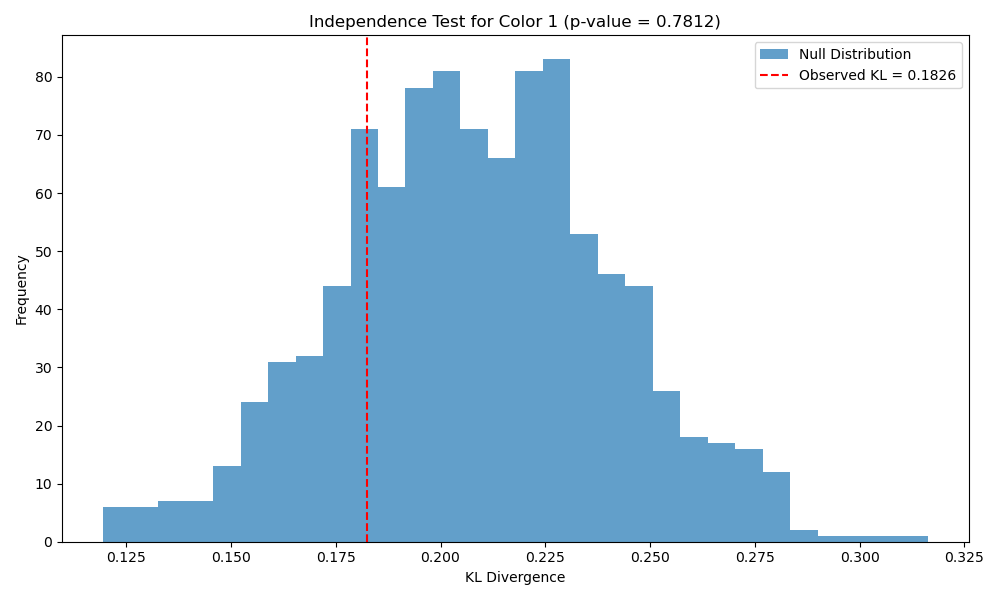 Independence Test for Color 1 (p-value = 0.7812)
Null Distribution
Observed KL = 0.1826
80
70
60
50
40
30
20
10
0
Frequency
0.125 0.150 0.175 0.200 0.225 0.250 0.275 0.300 0.325
KL Divergence